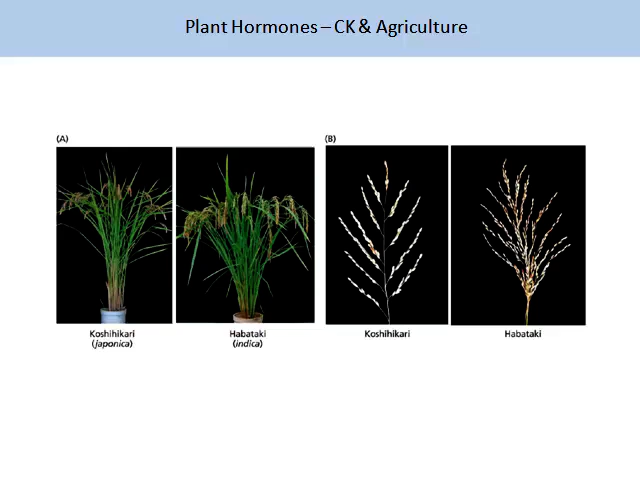 Plant Hormones – CK & Agriculture
(A)
(B)
Koshihikari
(japonica)
Habataki
(indica)
Koshihikari
Habataki